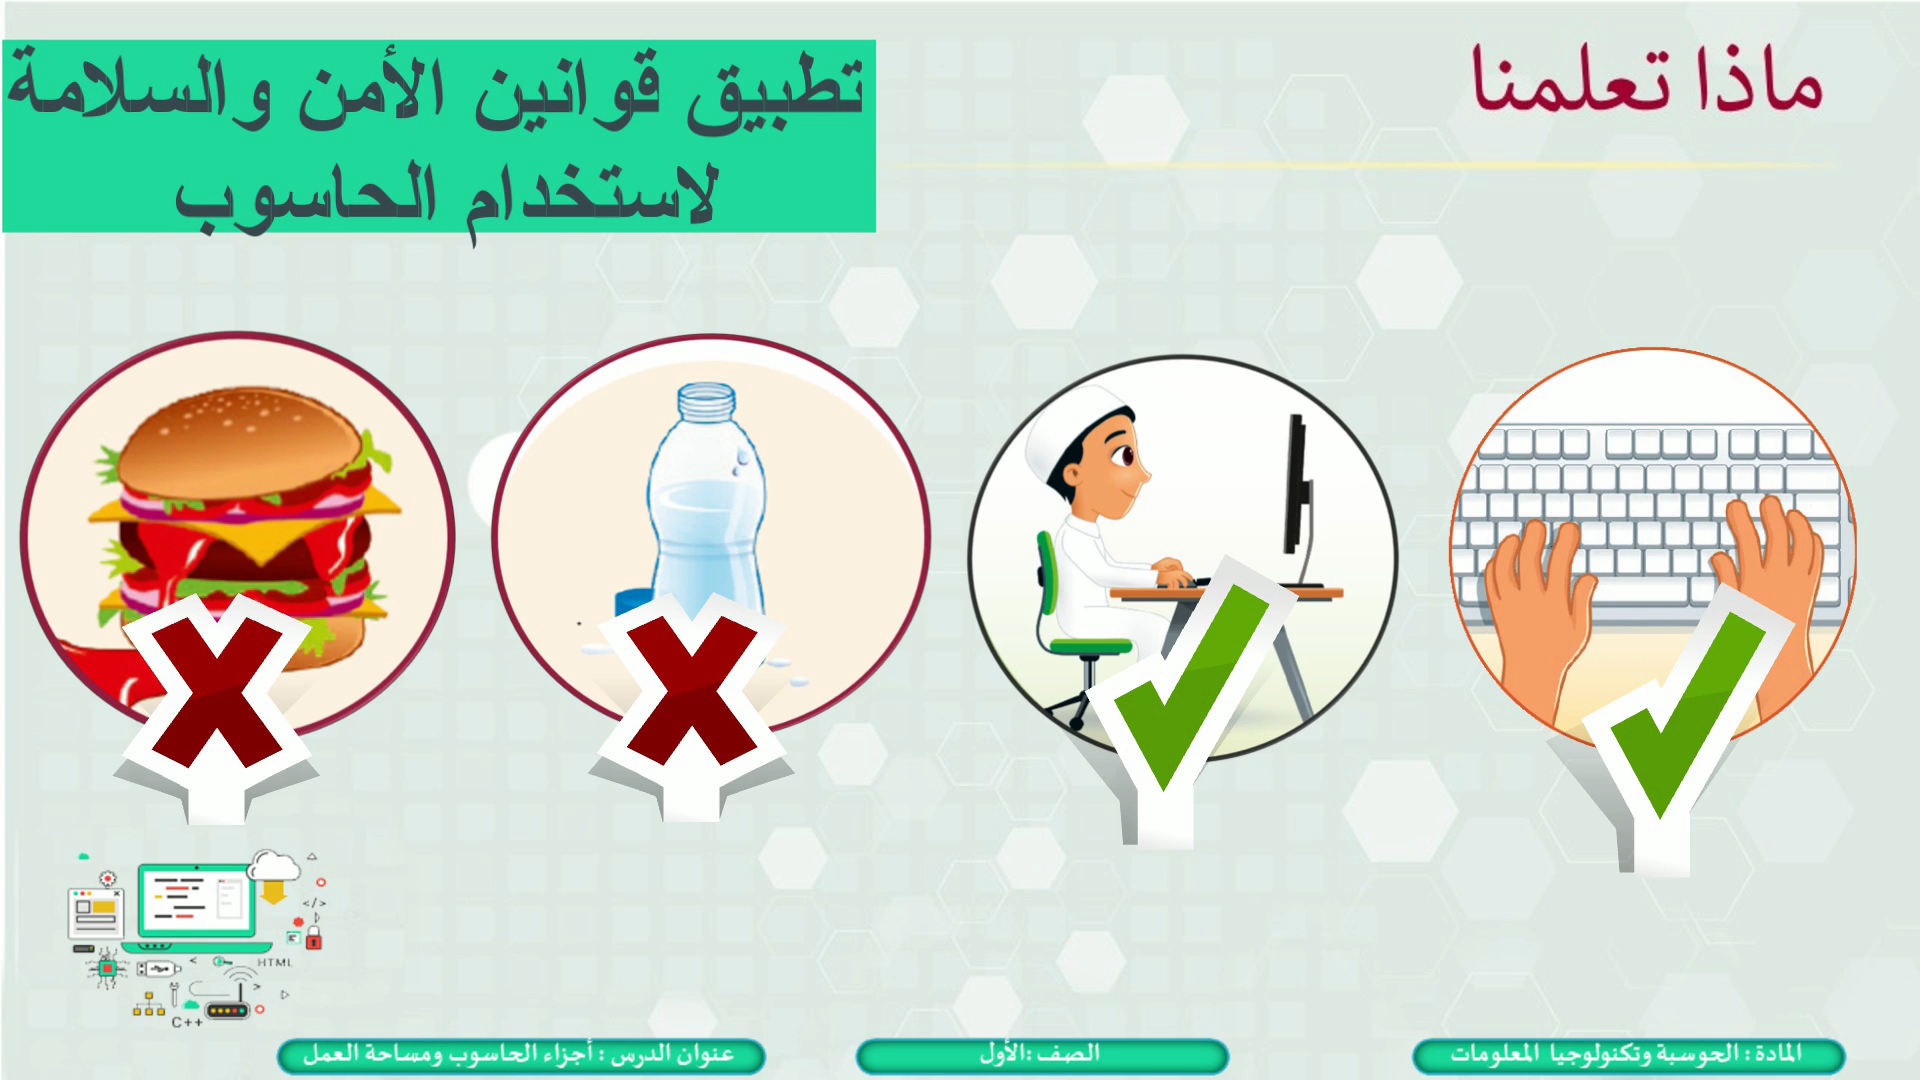 ماذا تعلمنا
تطبيق قوانين الأمن والسلامة
لاستخدام الحاسوب
</>
HTML
C++
المادة : الحوسبة وتكنولوجيا المعلومات
الصف :الأول
عنوان الدرس : أجزاء الحاسوب ومساحة العمل